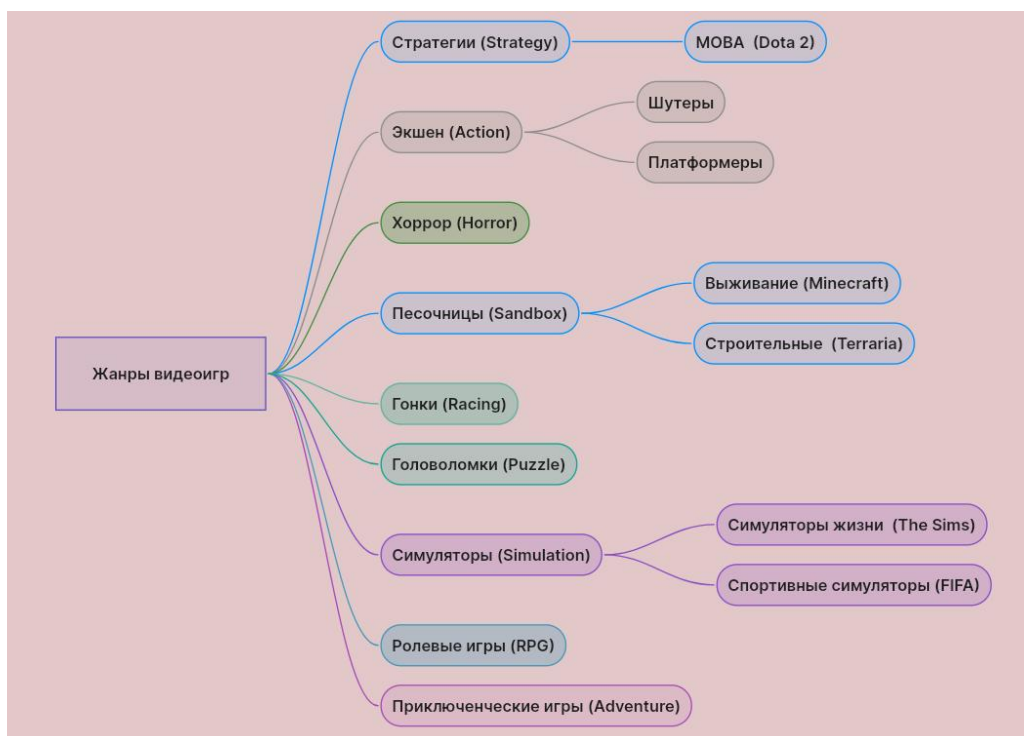 Жанры видеоигр
Стратегии (Strategy)
MOBA (Dota 2)
Экшен (Action)
Шутеры
Платформеры
Хоррор (Horror)
Песочницы (Sandbox)
Выживание (Minecraft)
Строительные (Terraria)
Гонки (Racing)
Головоломки (Puzzle)
Симуляторы (Simulation)
Симуляторы жизни (The Sims)
Спортивные симуляторы (FIFA)
Ролевые игры (RPG)
Приключенческие игры (Adventure)